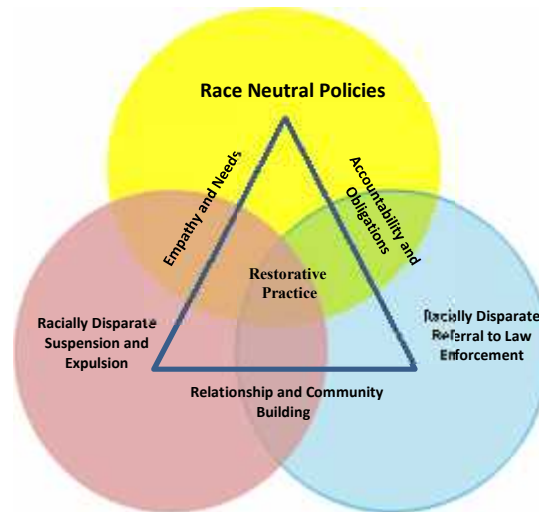 Race Neutral Policies
Empathy and Needs
Accountability and
Obligations
Restorative
Practice
Racially Disparate
Suspension and
Expulsion
Racially Disparate
Referral to Law
Enforcement
Relationship and Community
Building